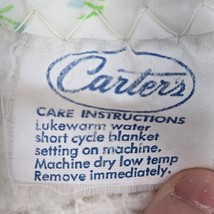 Carter's
CARE INSTRUCTIONS
Lukewarm water
short cycle blanket
setting on machine.
Machine dry low temp
Remove immediately.